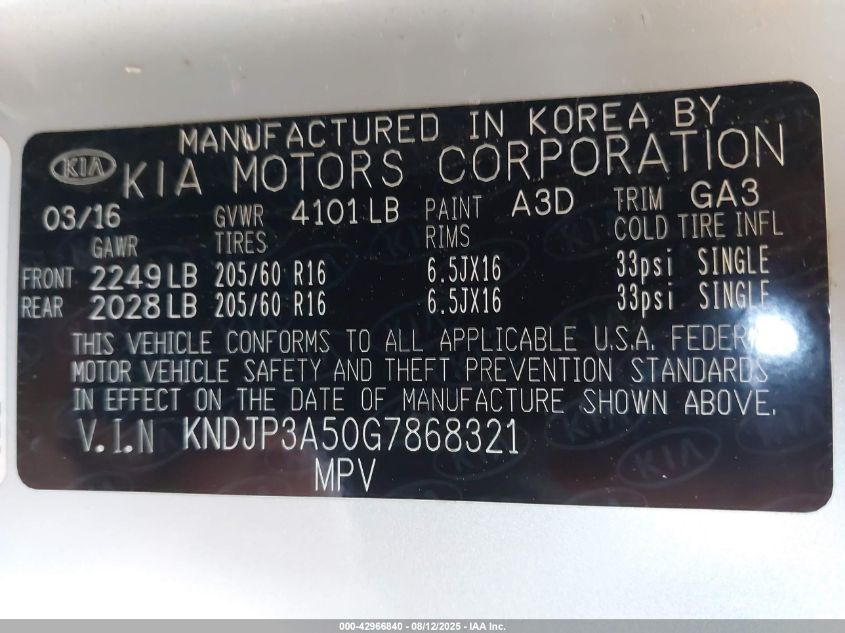 MANUFACTURED IN KOREA BY
KIA KIA MOTORS CORPORATION
03/16 GVWR 4101 LB PAINT A3D TRIM GA3
GAWR TIRES RIMS COLD TIRE INFL
FRONT 2249 LB 205/60 R16 6.5JX16 33psi SINGLE
REAR 2028 LB 205/60 R16 6.5JX16 33psi SINGLE
THIS VEHICLE CONFORMS TO ALL APPLICABLE U.S.A. FEDERAL
MOTOR VEHICLE SAFETY AND THEFT PREVENTION STANDARDS
IN EFFECT ON THE DATE OF MANUFACTURE SHOWN ABOVE.
V.I.N KNDJP3A50G7868321
MPV
000-42966840 - 08/12/2025 - IAA Inc.